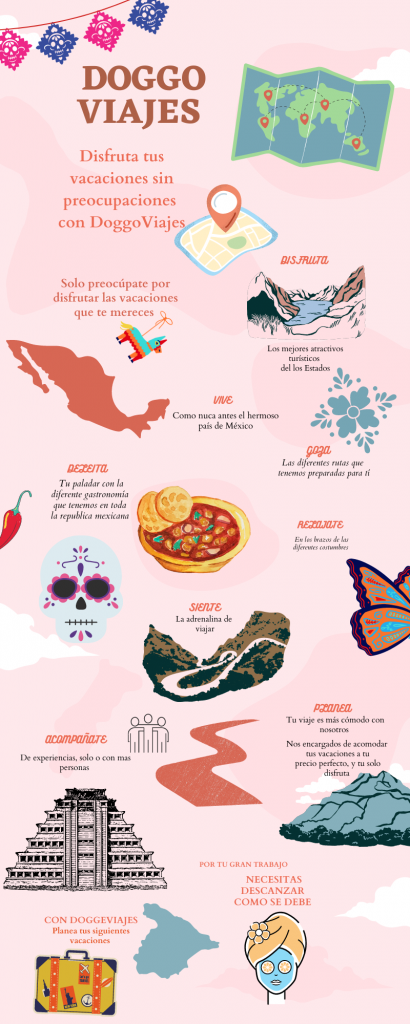 DOGGO
VIAJES
Disfruta tus
vacaciones sin
preocupaciones
con DoggoViajes
DISFRUTA
Solo preocúpate por
disfrutar las vacaciones
que te mereces
Los mejores atractivos
turísticos
del los Estados
VIVE
Como nuca antes el hermoso
país de México
GOZA
Las diferentes rutas que
tenemos preparadas para tí
DELEITA
Tu paladar con la
diferente gastronomía
que tenemos en toda
la republica mexicana
RELAJATE
En los brazos de las
diferentes costumbres
SIENTE
La adrenalina de
viajar
PLANEA
Tu viaje es más cómodo con
nosotros
Nos encargados de acomodar
tus vacaciones a tu
precio perfecto, y tu solo
disfruta
ACOMPAÑATE
De experiencias, solo o con mas
personas
POR TU GRAN TRABAJO
NECESITAS
DESCANZAR
COMO SE DEBE
CON DOGGEVIAJES
Planea tus siguientes
vacaciones